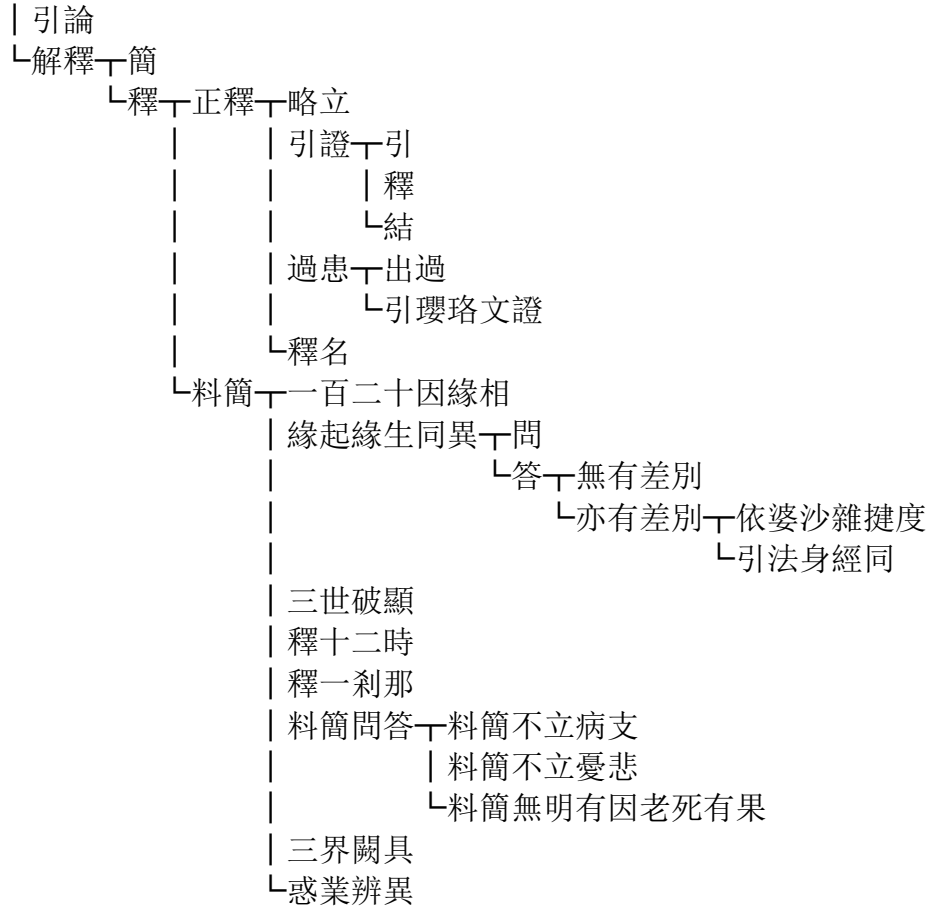 引論
解釋 簡
釋 正釋 略立
引證 引
釋
結
過患 出過
引瓔珞文證
釋名
料簡 一百二十因緣相
緣起緣生同異 問
答 無有差別
亦有差別 依婆沙雜揵度
引法身經同
三世破顯
釋十二時
釋一剎那
料簡問答 料簡不立病支
料簡不立憂悲
料簡無明有因老死有果
三界闕具
惑業辨異